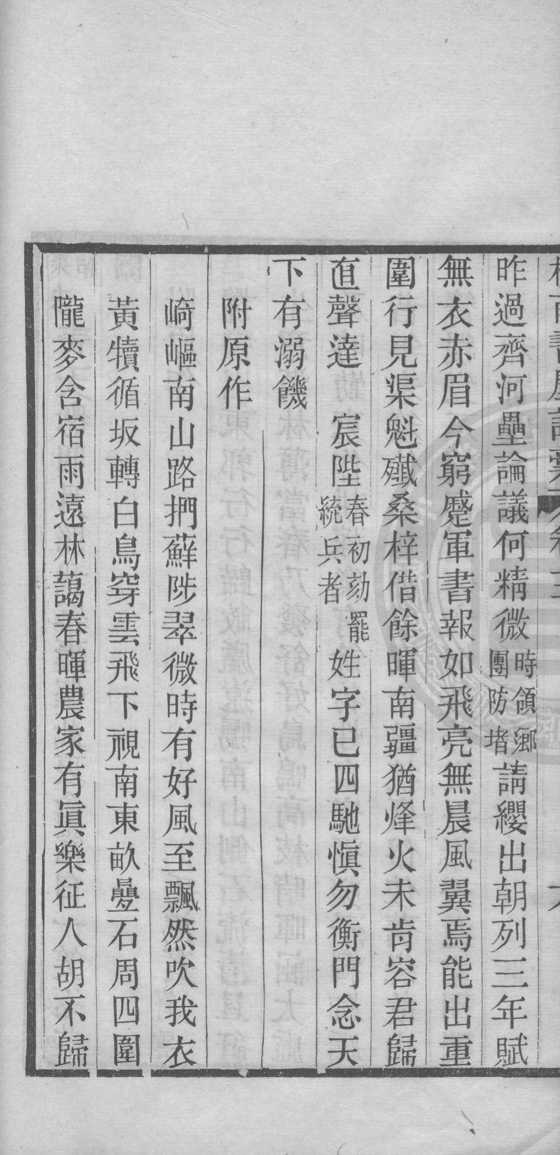 昨過齊河壘論議何精微時領鄉團防堵請纓出朝列三年賦
無衣赤眉今窮蹙軍書報如飛亮無晨風翼焉能出重
圍行見渠魁殲桑梓借餘暉南疆猶烽火未肯容君歸
直聲達　宸陛春初劾罷統兵者姓字已四馳愼勿衡門念天
下有溺饑
附原作
崎嶇南山路捫蘚陟翠微時有好風至飄然吹我衣
黃犢循坂轉白鳥穿雲飛下視南東畝疊石周四圍
隴麥含宿雨遠林藹春暉農家有眞樂征人胡不歸